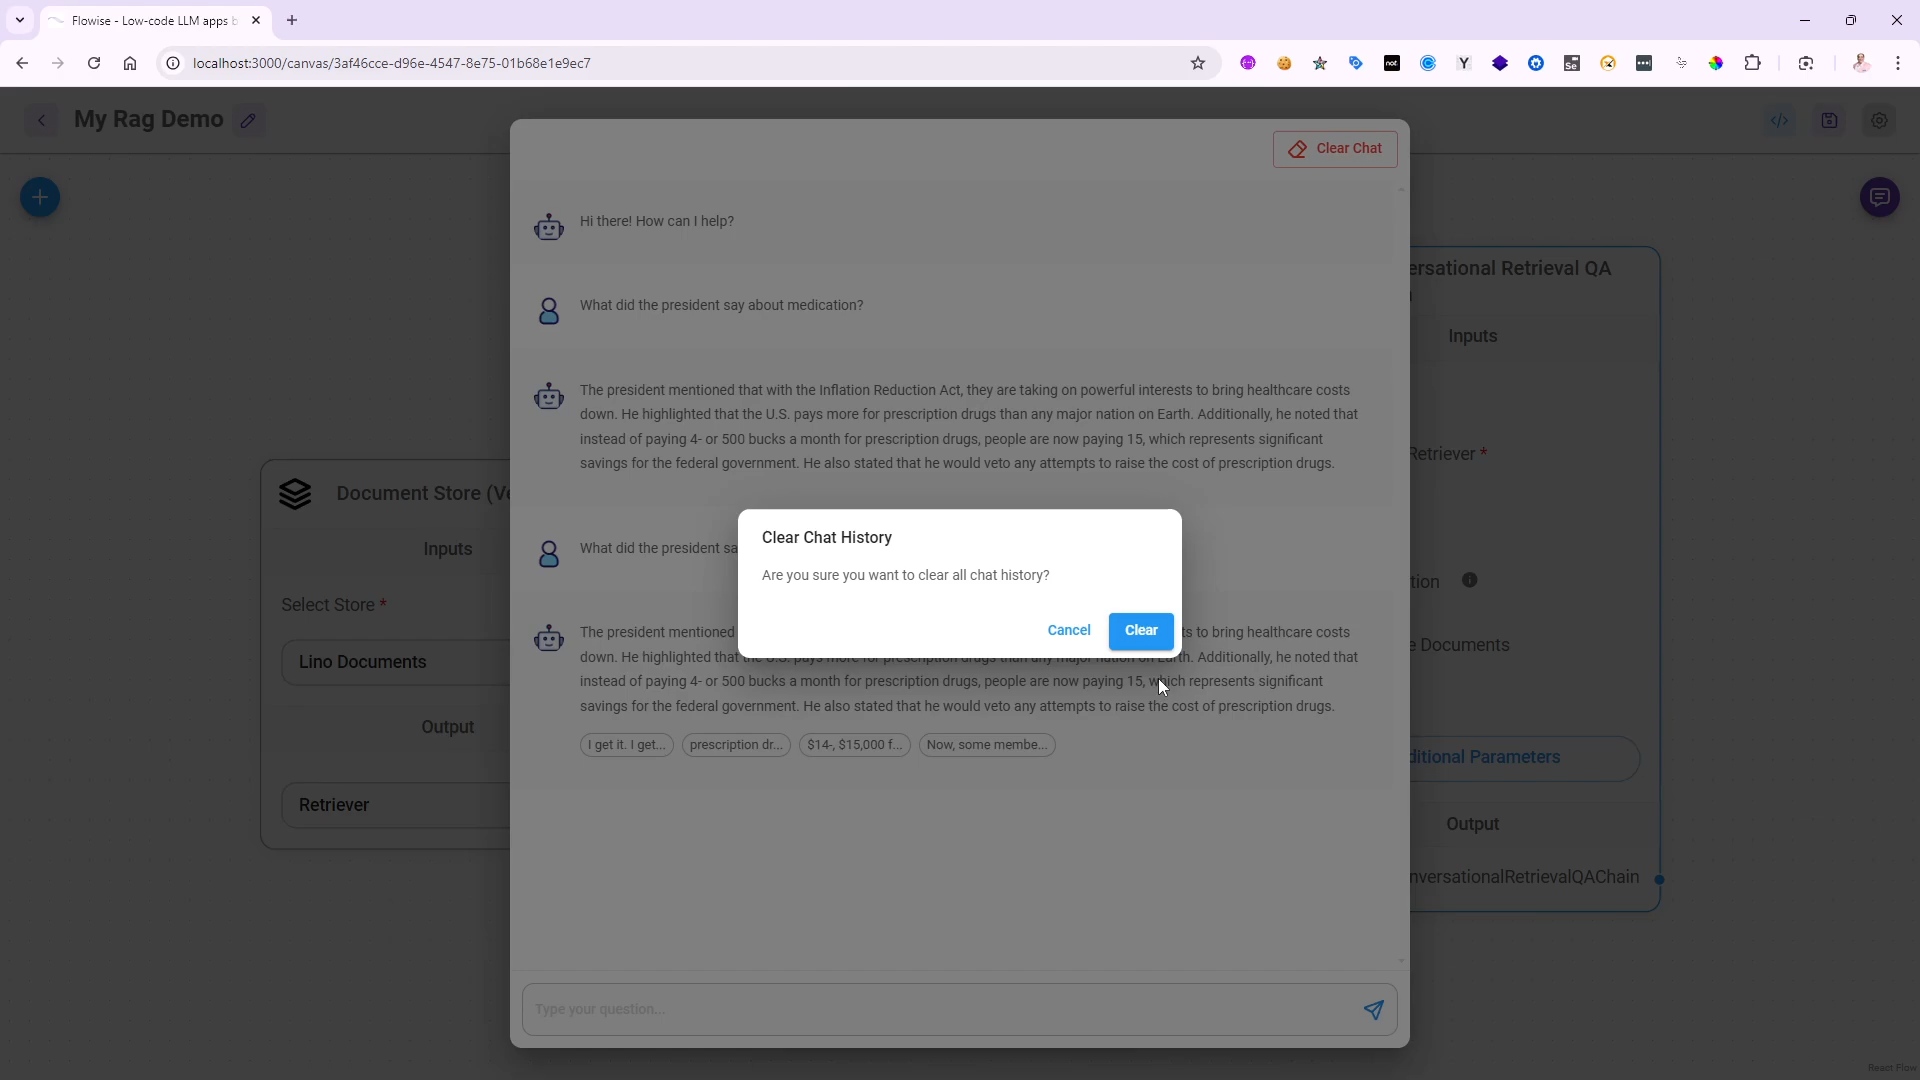 Flowise - Low-code LLM apps b
localhost:3000/canvas/3af46cce-d96e-4547-8e75-01b68e1e9ec7
My Rag Demo
Clear Chat
Hi there! How can I help?
What did the president say about medication?
The president mentioned that with the Inflation Reduction Act, they are taking on powerful interests to bring healthcare costs
down. He highlighted that the U.S. pays more for prescription drugs than any major nation on Earth. Additionally, he noted that
instead of paying 4- or 500 bucks a month for prescription drugs, people are now paying 15, which represents significant
savings for the federal government. He also stated that he would veto any attempts to raise the cost of prescription drugs.
What did the president sa
The president mentioned
ts to bring healthcare costs
down. He highlighted that the U.S. pays more for prescription drugs than any major nation on Earth. Additionally, he noted that
instead of paying 4- or 500 bucks a month for prescription drugs, people are now paying 15, which represents significant
savings for the federal government. He also stated that he would veto any attempts to raise the cost of prescription drugs.
I get it. I get...
prescription dr...
$14-, $15,000 f...
Now, some membe...
Type your question...
Clear Chat History
Are you sure you want to clear all chat history?
Cancel
Clear
Document Store (Ve
Inputs
Select Store *
Lino Documents
Output
Retriever
ersational Retrieval QA
Inputs
Retriever *
tion
e Documents
ditional Parameters
Output
nversationalRetrievalQAChain
React Flow